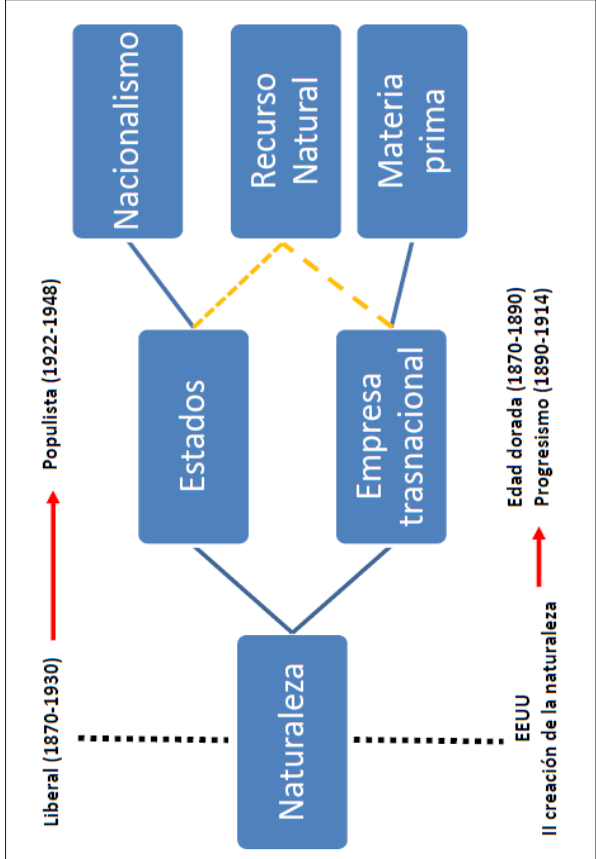 Liberal (1870-1930)
Populista (1922-1948)
Naturaleza
Estados
Empresa
trasnacional
Nacionalismo
Recurso
Natural
Materia
prima
EEUU
II creación de la naturaleza
Edad dorada (1870-1890)
Progresismo (1890-1914)